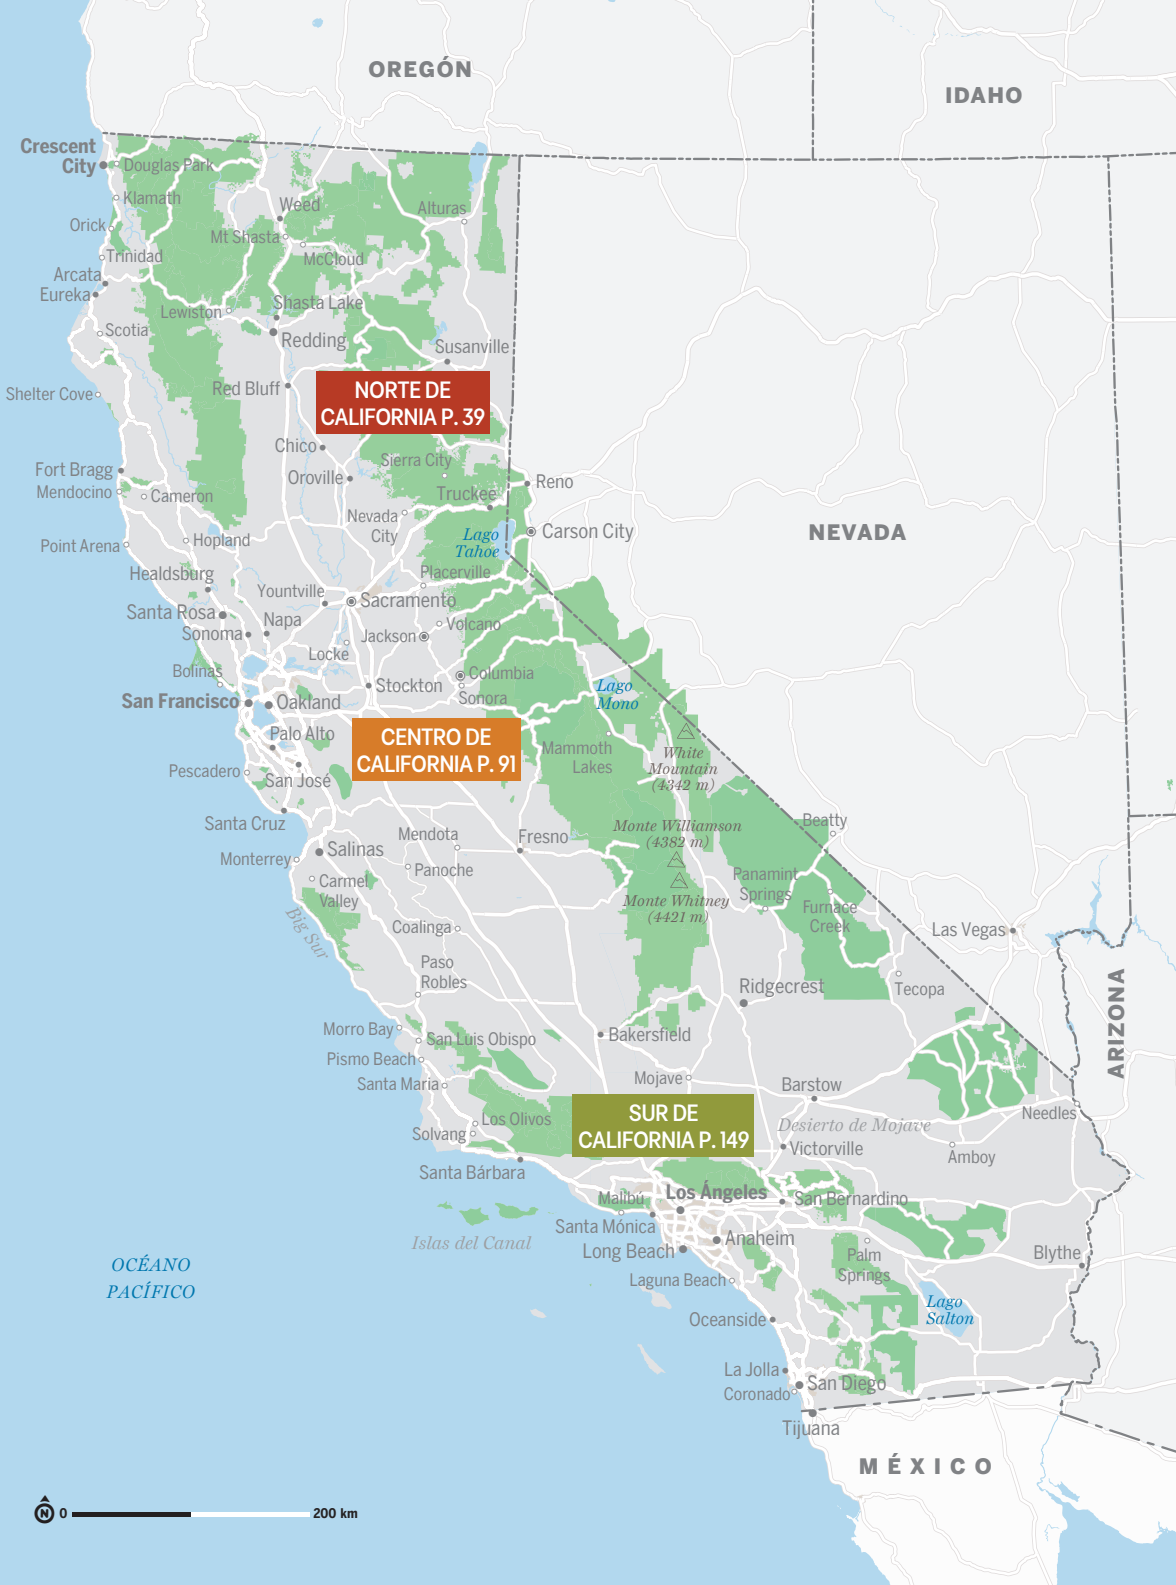 OREGÓN
IDAHO
Crescent
City
Douglas Park
Klamath
Weed
Alturas
Orick
Mt Shasta
Trinidad
McCloud
Arcata
Eureka
Shasta Lake
Lewiston
Scotia
Redding
Susanville
Red Bluff
Shelter Cove
NORTE DE
CALIFORNIA P. 39
Chico
Sierra City
Fort Bragg
Oroville
Reno
Mendocino
Cameron
Truckee
Nevada
City
Carson City
NEVADA
Point Arena
Hopland
Lago
Tahoe
Healdsburg
Placerville
Yountville
Sacramento
Santa Rosa
Napa
Volcano
Sonoma
Jackson
Locke
Bolinas
Columbia
Stockton
Sonora
Lago
Mono
San Francisco
Oakland
Palo Alto
CENTRO DE
CALIFORNIA P. 91
Mammoth
Lakes
White
Mountain
(4342 m)
Pescadero
San José
Santa Cruz
Mendota
Fresno
Monte Williamson
(4382 m)
Beatty
Salinas
Monterrey
Panoche
Carmel
Valley
Panamint
Springs
Monte Whitney
(4421 m)
Furnace
Creek
Big Sur
Coalinga
Las Vegas
Paso
Robles
Ridgecrest
Tecopa
ARIZONA
Morro Bay
San Luis Obispo
Bakersfield
Pismo Beach
Mojave
Santa Maria
Barstow
Needles
SUR DE
CALIFORNIA P. 149
Los Olivos
Desierto de Mojave
Solvang
Victorville
Amboy
Santa Bárbara
Malibú
Los Ángeles
San Bernardino
Santa Mónica
Islas del Canal
Anaheim
Long Beach
Palm
Springs
Blythe
OCÉANO
PACÍFICO
Laguna Beach
Lago
Salton
Oceanside
La Jolla
San Diego
Coronado
Tijuana
MÉXICO
N
0
200 km